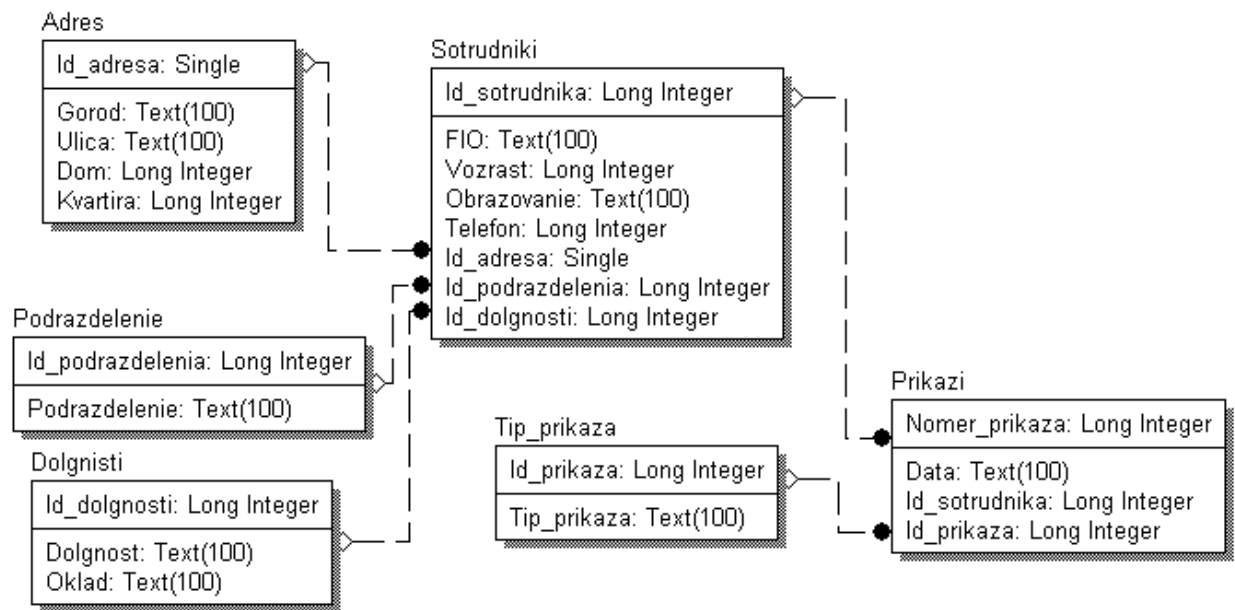 Adres
Id_adresa: Single
Gorod: Text(100)
Ulica: Text(100)
Dom: Long Integer
Kvartira: Long Integer
Sotrudniki
Id_sotrudnika: Long Integer
FIO: Text(100)
Vozrast: Long Integer
Obrazovanie: Text(100)
Telefon: Long Integer
Id_adresa: Single
Id_podrazdelenia: Long Integer
Id_dolgnosti: Long Integer
Podrazdelenie
Id_podrazdelenia: Long Integer
Podrazdelenie: Text(100)
Dolgnisti
Id_dolgnosti: Long Integer
Dolgnost: Text(100)
Oklad: Text(100)
Tip_prikaza
Id_prikaza: Long Integer
Tip_prikaza: Text(100)
Prikazi
Nomer_prikaza: Long Integer
Data: Text(100)
Id_sotrudnika: Long Integer
Id_prikaza: Long Integer